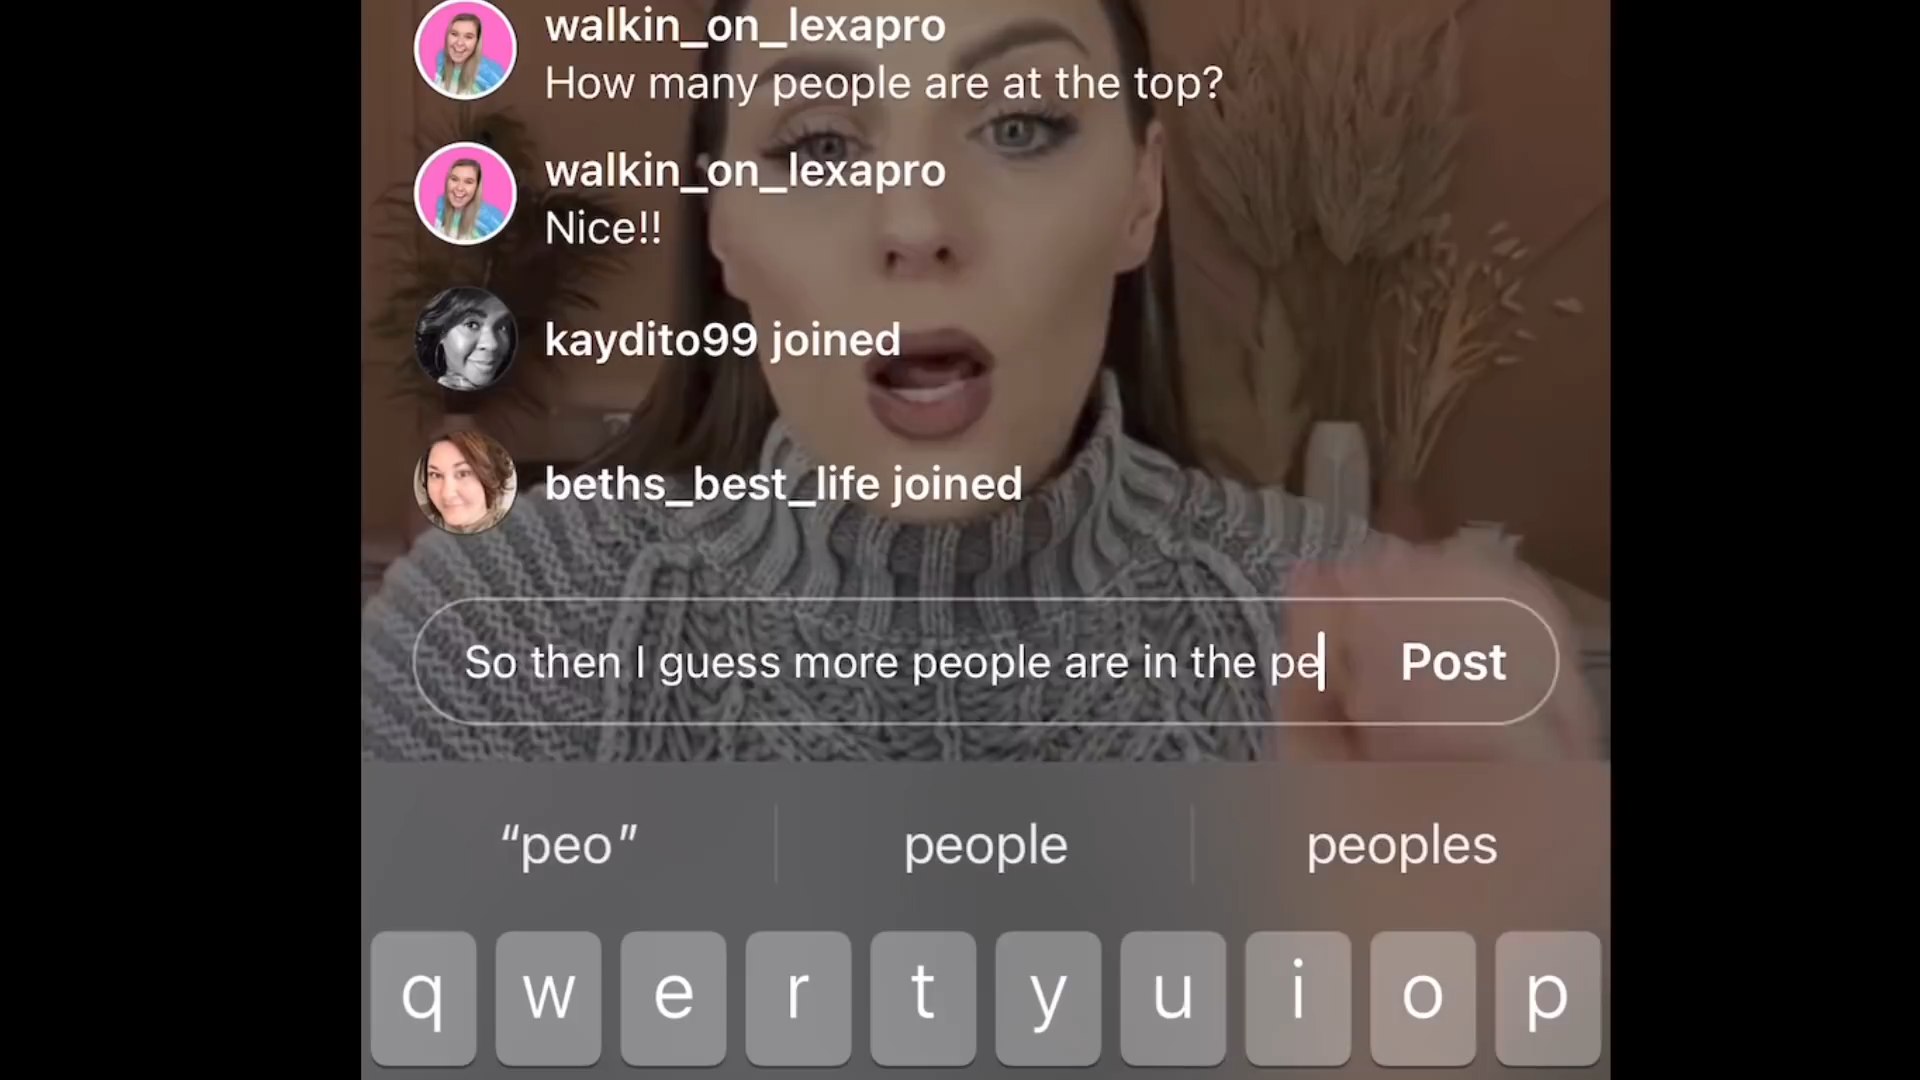 walkin_on_lexapro
How many people are at the top?
walkin_on_lexapro
Nice!!
kaydito99 joined
beths_best_life joined
So then I guess more people are in the pe
Post
“peo”
people
peoples
q w e r t y u i o p